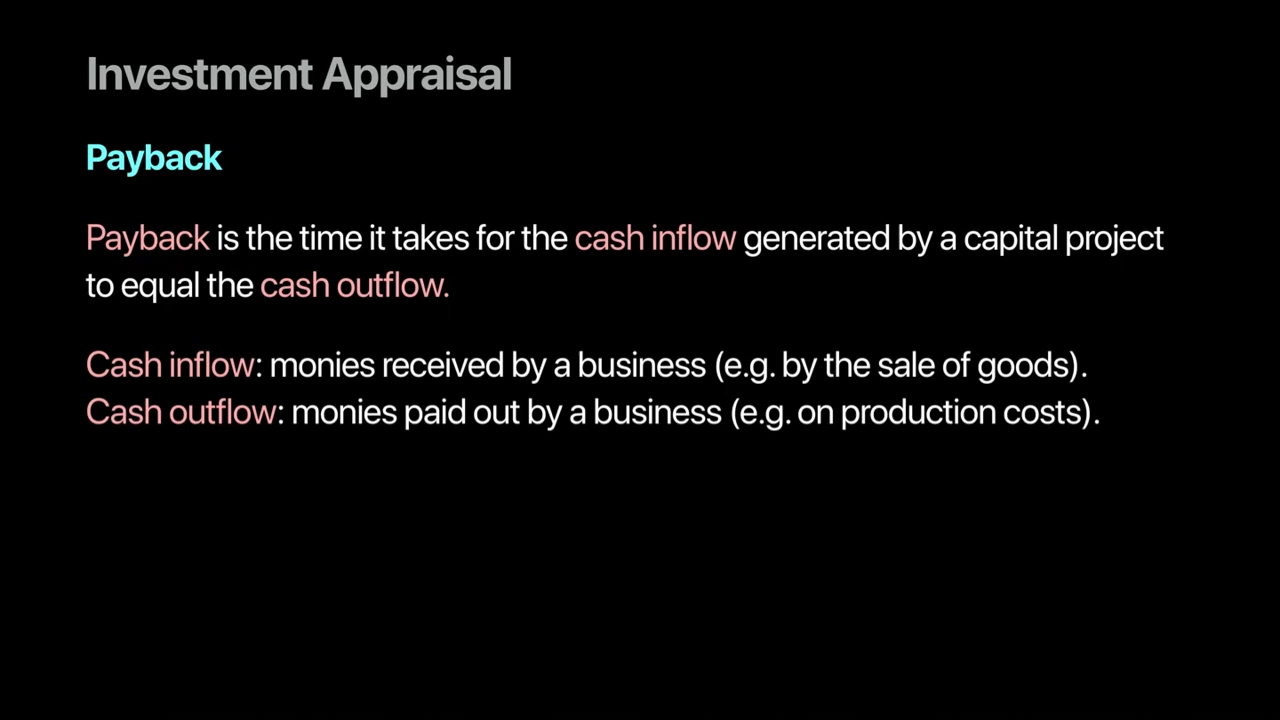 Investment Appraisal
Payback
Payback is the time it takes for the cash inflow generated by a capital project
to equal the cash outflow.
Cash inflow: monies received by a business (e.g. by the sale of goods).
Cash outflow: monies paid out by a business (e.g. on production costs).